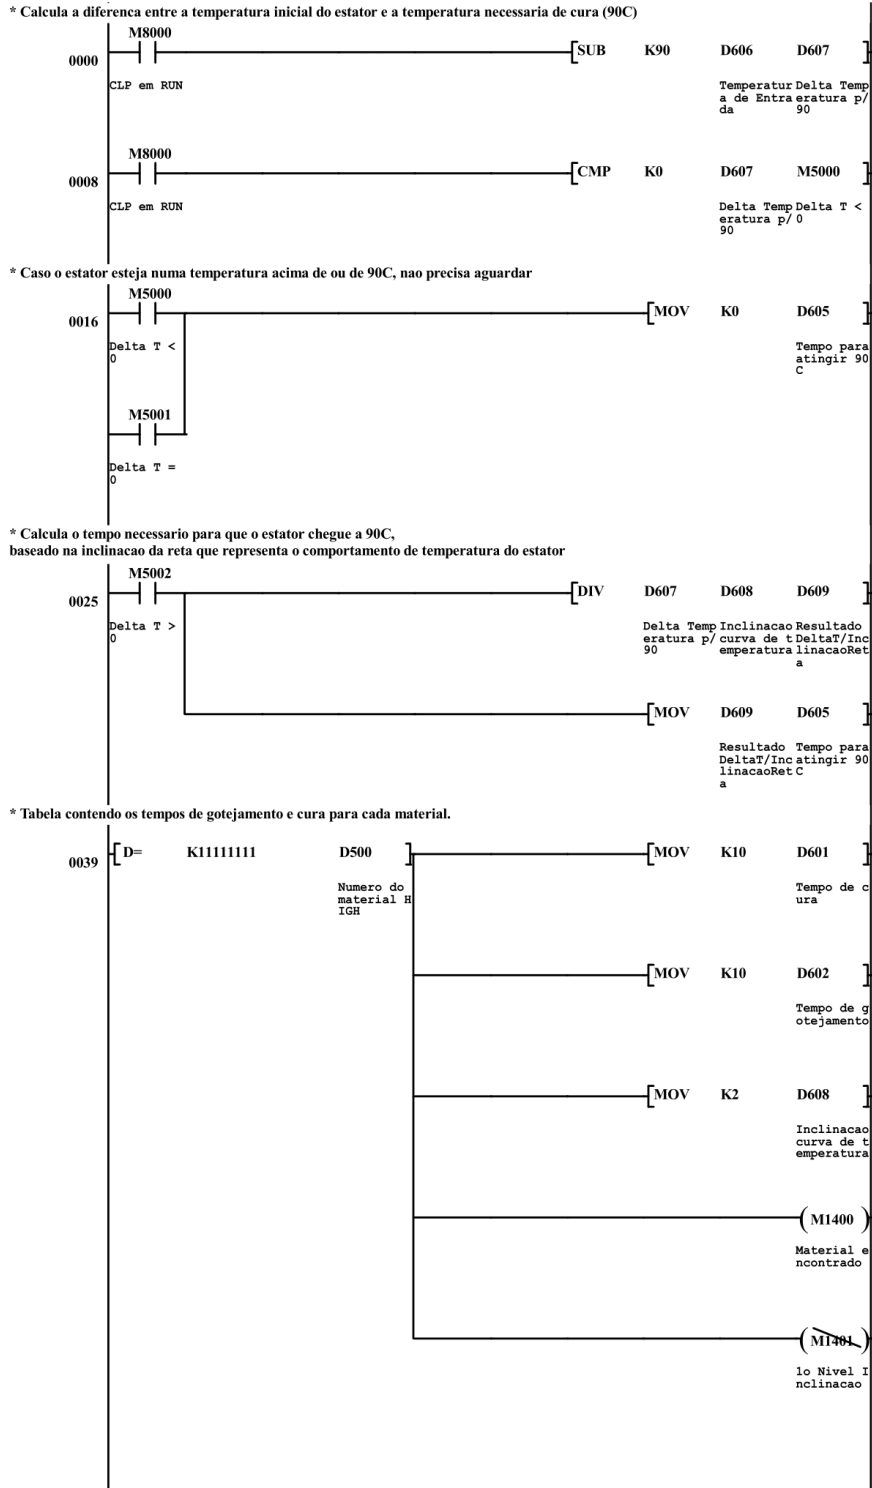 * Calcula a diferenca entre a temperatura inicial do estator e a temperatura necessaria de cura (90C)
M8000
0000 SUB K90 D606 D607
CLP em RUN Temperatur Delta Temp
a de Entra eratura p/
da 90
M8000
0008 CMP K0 D607 M5000
CLP em RUN Delta Temp Delta T <
eratura p/ 0
90
* Caso o estator esteja numa temperatura acima de ou de 90C, nao precisa aguardar
M5000
0016 MOV K0 D605
Delta T < Tempo para
0 atingir 90
C
M5001
Delta T =
0
* Calcula o tempo necessario para que o estator chegue a 90C,
baseado na inclinacao da reta que representa o comportamento de temperatura do estator
M5002
0025 DIV D607 D608 D609
Delta T > Delta Temp Inclinacao Resultado
0 eratura p/ curva de t DeltaT/Inc
90 emperatura linacaoRet
a
MOV D609 D605
Resultado Tempo para
DeltaT/Inc atingir 90
linacaoRet C
a
* Tabela contendo os tempos de gotejamento e cura para cada material.
0039 D= K11111111 D500 MOV K10 D601
Numero do Tempo de c
material H ura
IGH
MOV K10 D602
Tempo de g
otejamento
MOV K2 D608
Inclinacao
curva de t
emperatura
M1400
Material e
ncontrado
M1401
1o Nivel I
nclinacao